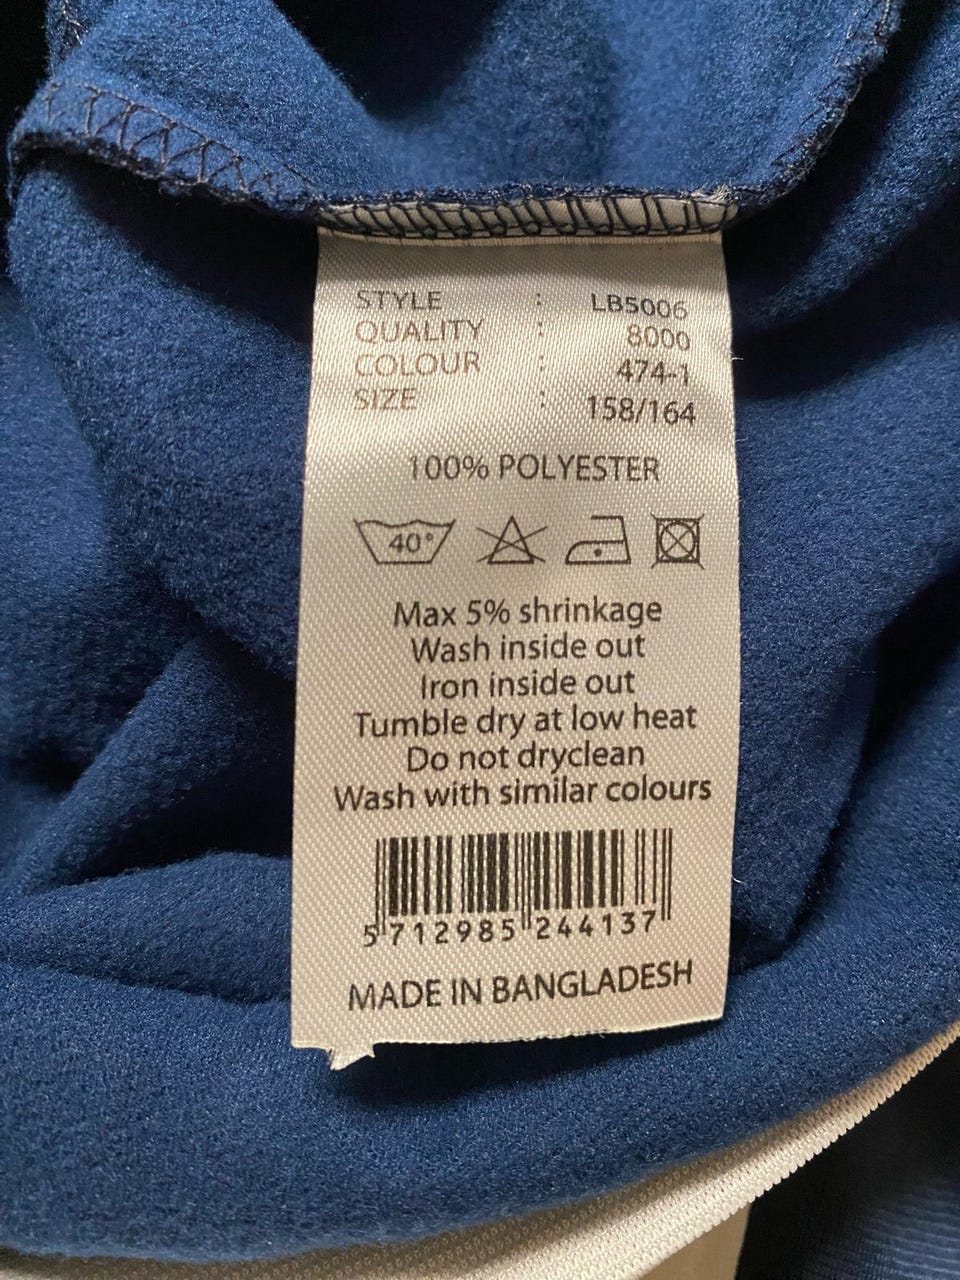 STYLE : LB5006
QUALITY : 8000
COLOUR : 474-1
SIZE : 158/164
100% POLYESTER
40°
Max 5% shrinkage
Wash inside out
Iron inside out
Tumble dry at low heat
Do not dryclean
Wash with similar colours
5 712985 244137
MADE IN BANGLADESH